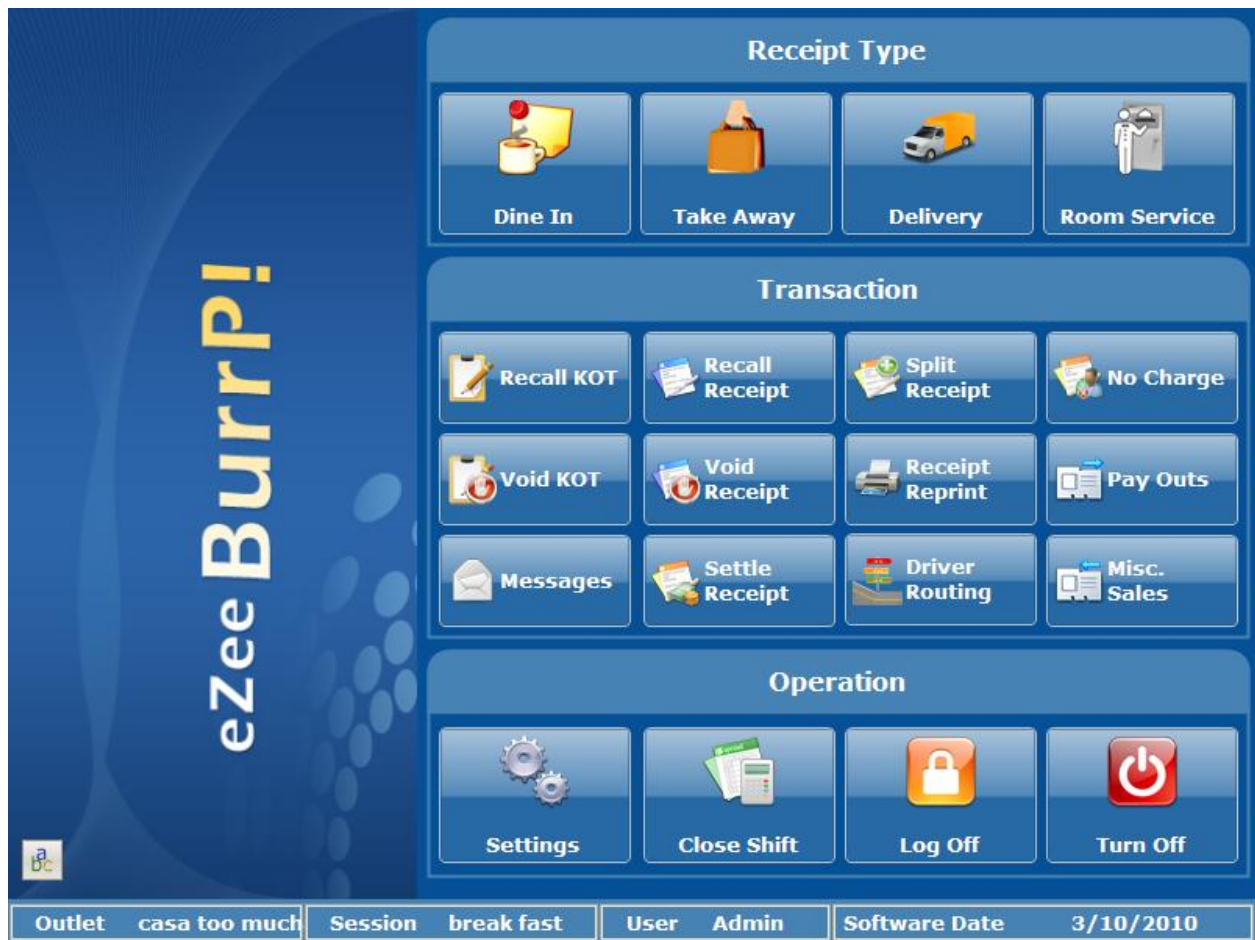 eZee BurrP!
Receipt Type
Dine In
Take Away
Delivery
Room Service
Transaction
Recall KOT
Recall
Receipt
Split
Receipt
No Charge
Void KOT
Void
Receipt
Receipt
Reprint
Pay Outs
Messages
Settle
Receipt
Driver
Routing
Misc.
Sales
Operation
Settings
Close Shift
Log Off
Turn Off
abc
Outlet casa too much Session break fast User Admin Software Date 3/10/2010